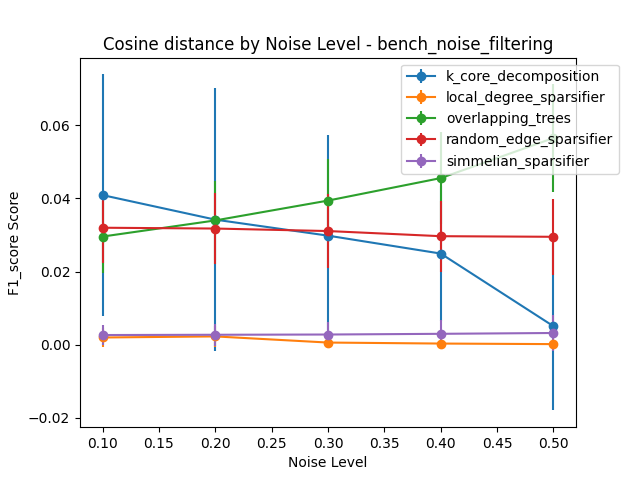 Cosine distance by Noise Level - bench_noise_filtering
k_core_decomposition
local_degree_sparsifier
overlapping_trees
random_edge_sparsifier
simmelian_sparsifier
F1_score Score
0.06
0.04
0.02
0.00
−0.02
0.10 0.15 0.20 0.25 0.30 0.35 0.40 0.45 0.50
Noise Level